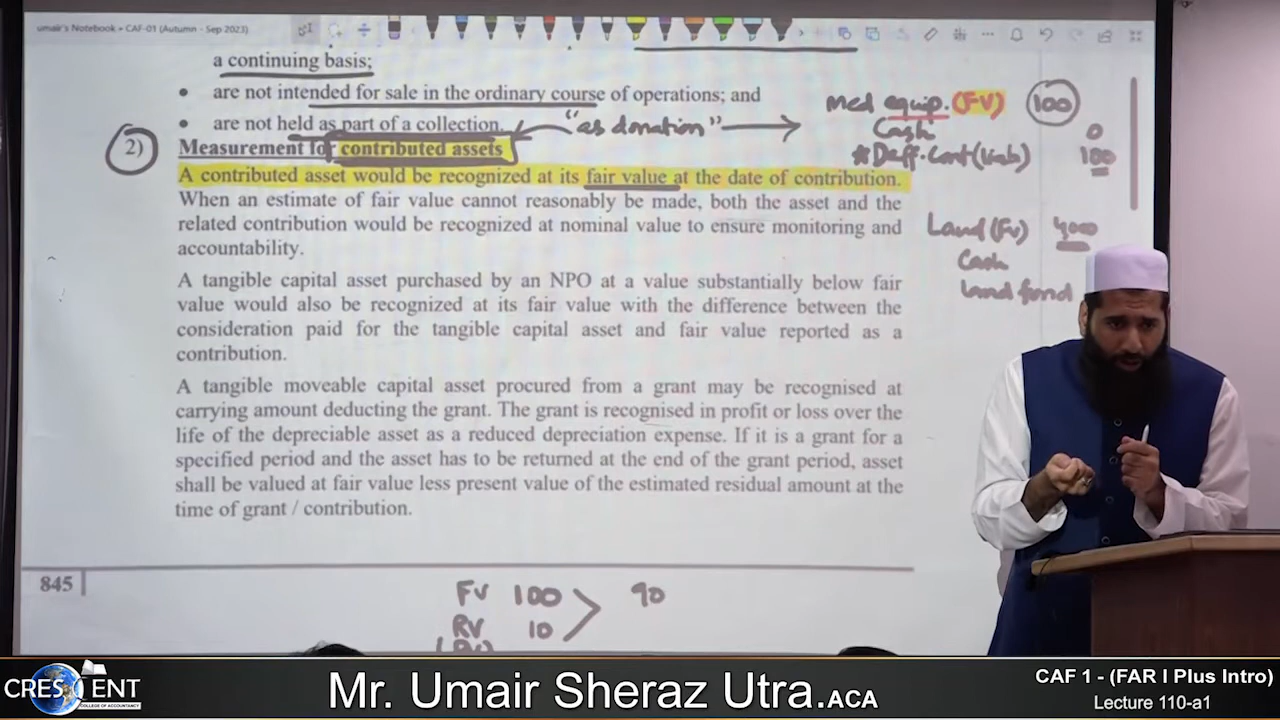 umair's Notebook > CAF-01 (Autumn - Sep 2023)
a continuing basis;
• are not intended for sale in the ordinary course of operations; and
• are not held as part of a collection.
"as donation"
Med equip. (FV) 100
Cash 0
* Deff. Cont (Liab) 100
2) Measurement for contributed assets
A contributed asset would be recognized at its fair value at the date of contribution.
When an estimate of fair value cannot reasonably be made, both the asset and the
related contribution would be recognized at nominal value to ensure monitoring and
accountability.
Land (Fv) 4000
Cash
Land fund
A tangible capital asset purchased by an NPO at a value substantially below fair
value would also be recognized at its fair value with the difference between the
consideration paid for the tangible capital asset and fair value reported as a
contribution.
A tangible moveable capital asset procured from a grant may be recognised at
carrying amount deducting the grant. The grant is recognised in profit or loss over the
life of the depreciable asset as a reduced depreciation expense. If it is a grant for a
specified period and the asset has to be returned at the end of the grant period, asset
shall be valued at fair value less present value of the estimated residual amount at the
time of grant / contribution.
845
FV 100 90
RV 10
(PV)
CRESCENT
COLLEGE OF ACCOUNTANCY
Mr. Umair Sheraz Utra.ACA
CAF 1 - (FAR I Plus Intro)
Lecture 110-a1